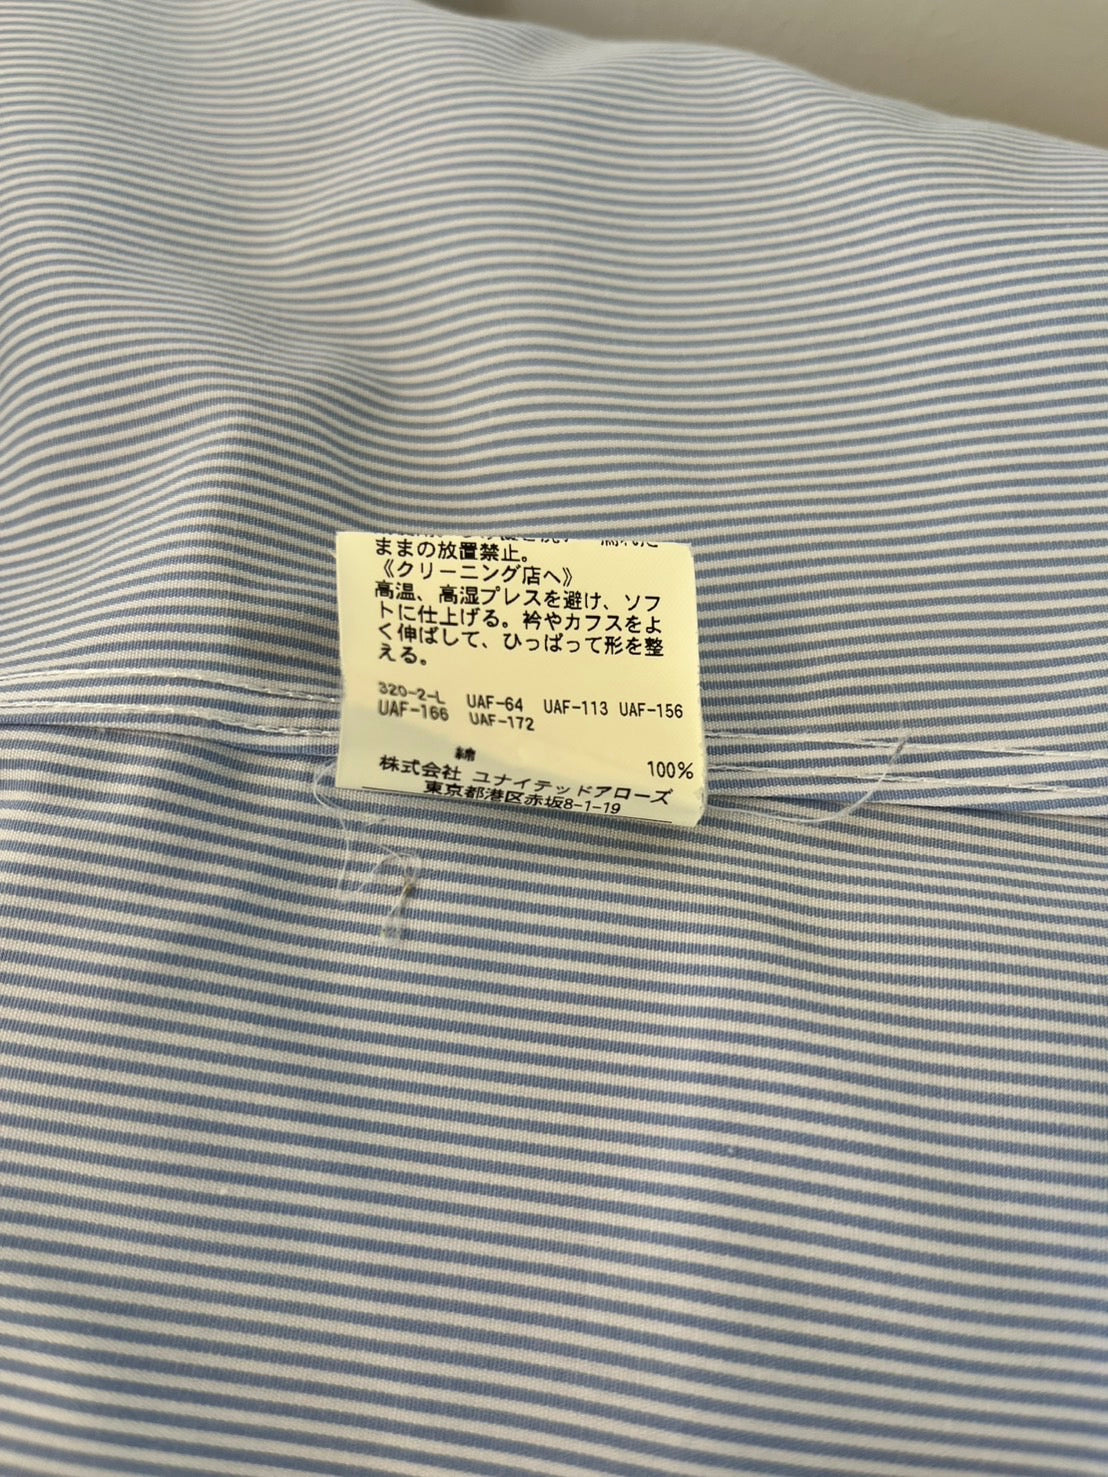 ままの放置禁止。
《クリーニング店へ》
高温、高湿プレスを避け、ソフ
トに仕上げる。衿やカフスをよ
く伸ばして、ひっぱって形を整
える。
320-2-L UAF-64 UAF-113 UAF-156
UAF-166 UAF-172
綿 100%
株式会社 ユナイテッドアローズ
東京都港区赤坂8-1-19